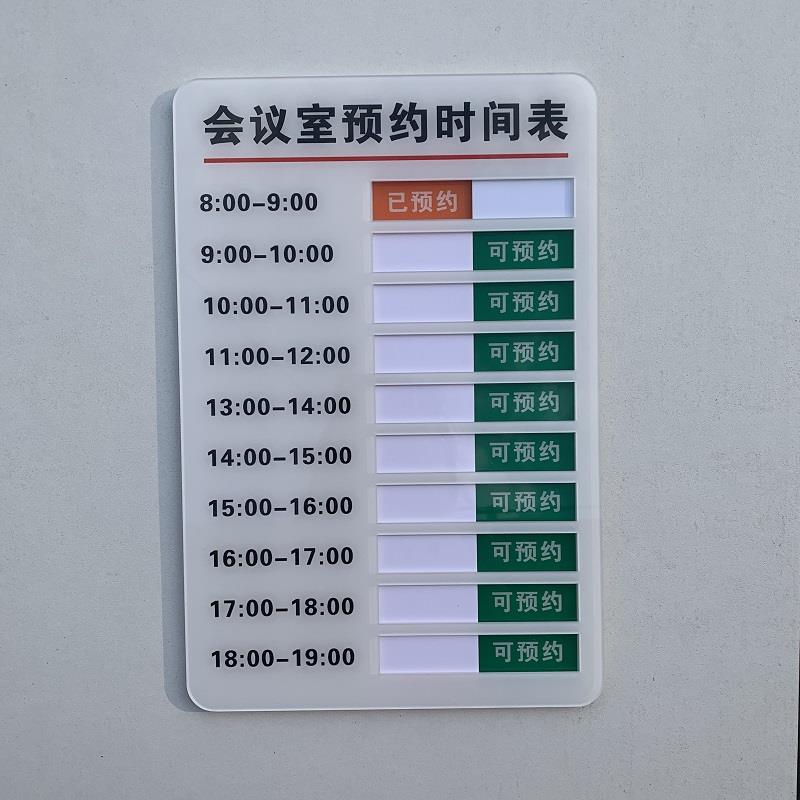 会议室预约时间表
8:00-9:00 已预约
9:00-10:00 可预约
10:00-11:00 可预约
11:00-12:00 可预约
13:00-14:00 可预约
14:00-15:00 可预约
15:00-16:00 可预约
16:00-17:00 可预约
17:00-18:00 可预约
18:00-19:00 可预约